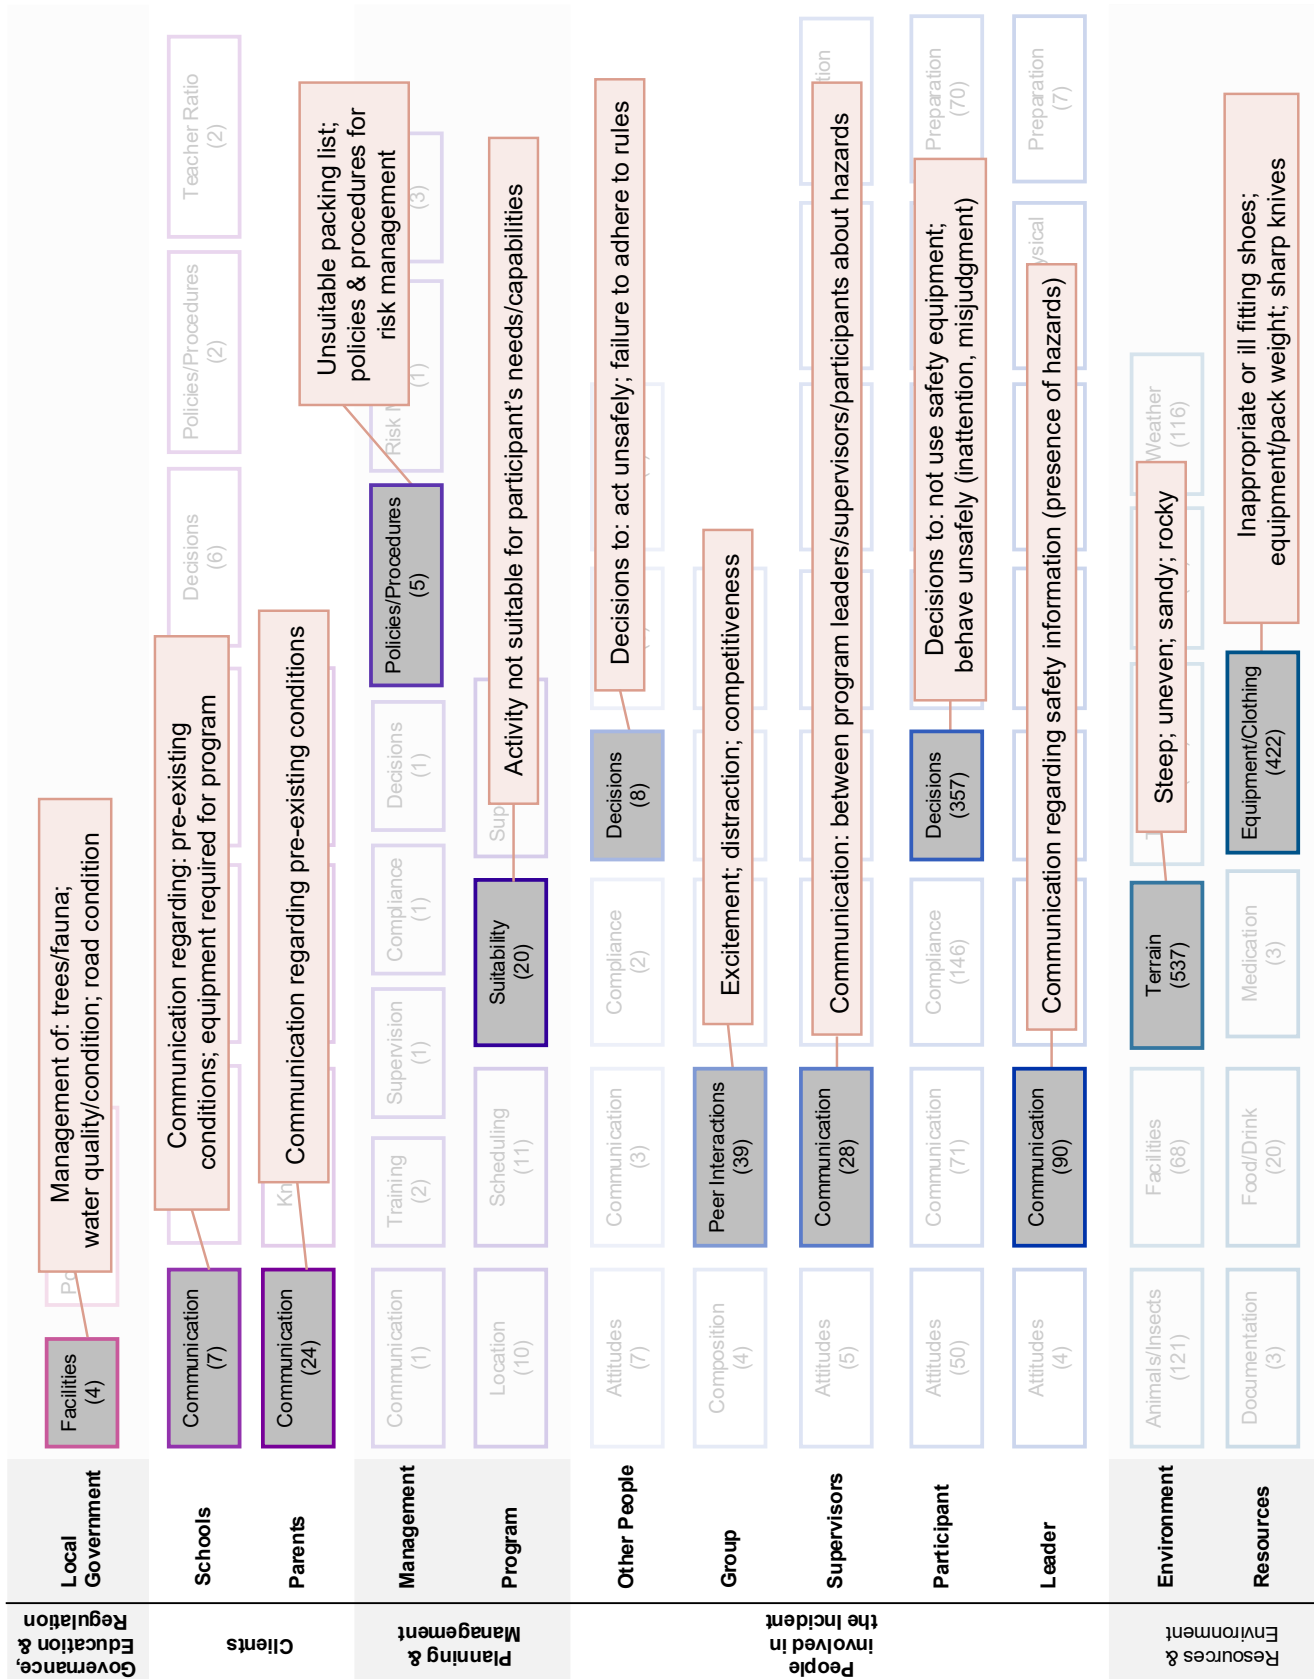 Governance,
Education &
Regulation
Local
Government
Facilities
(4)
Po
Management of: trees/fauna;
water quality/condition; road condition
Clients
Schools
Communication
(7)
Communication regarding: pre-existing
conditions; equipment required for program
Decisions
(6)
Policies/Procedures
(2)
Teacher Ratio
(2)
Parents
Communication
(24)
Kn
Communication regarding pre-existing conditions
Planning &
Management
Management
Communication
(1)
Training
(2)
Supervision
(1)
Compliance
(1)
Decisions
(1)
Policies/Procedures
(5)
Risk
(1)
(3)
Unsuitable packing list;
policies & procedures for
risk management
Program
Location
(10)
Scheduling
(11)
Suitability
(20)
Sup
Activity not suitable for participant's needs/capabilities
People
involved in
the Incident
Other People
Attitudes
(7)
Communication
(3)
Compliance
(2)
Decisions
(8)
Decisions to: act unsafely; failure to adhere to rules
Group
Composition
(4)
Peer Interactions
(39)
Excitement; distraction; competitiveness
Supervisors
Attitudes
(5)
Communication
(28)
Communication: between program leaders/supervisors/participants about hazards
tion
Participant
Attitudes
(50)
Communication
(71)
Compliance
(146)
Decisions
(357)
Decisions to: not use safety equipment;
behave unsafely (inattention, misjudgment)
Preparation
(70)
Leader
Attitudes
(4)
Communication
(90)
Communication regarding safety information (presence of hazards)
ysical
Preparation
(7)
Resources &
Environment
Environment
Animals/Insects
(121)
Facilities
(68)
Terrain
(537)
Steep; uneven; sandy; rocky
Weather
(116)
Resources
Documentation
(3)
Food/Drink
(20)
Medication
(3)
Equipment/Clothing
(422)
Inappropriate or ill fitting shoes;
equipment/pack weight; sharp knives